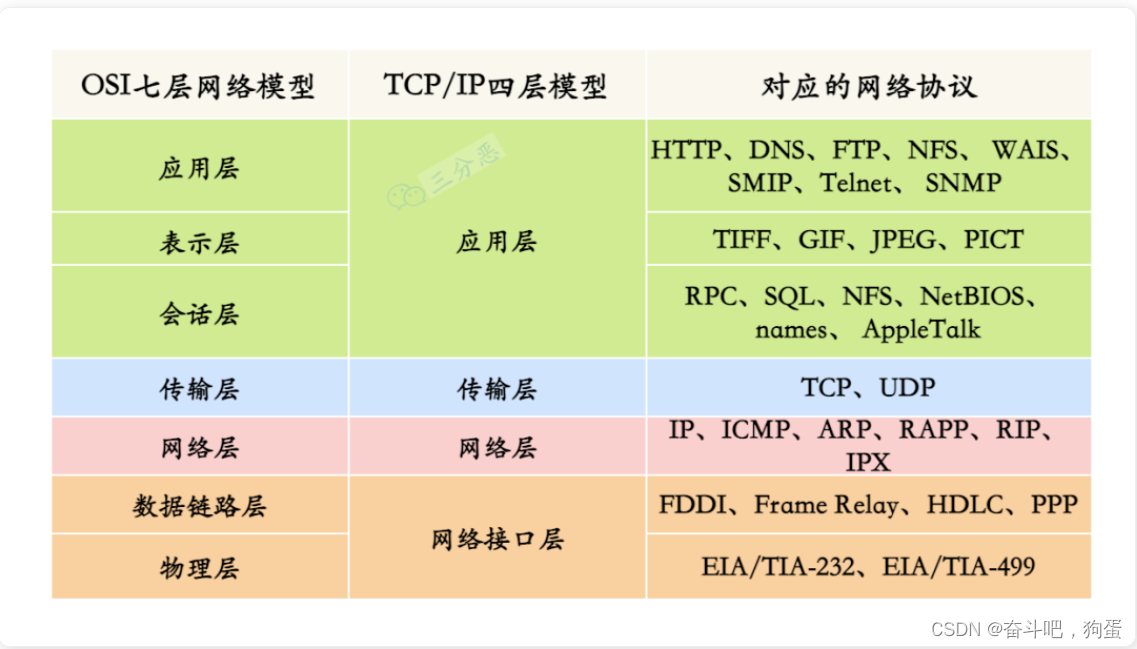 OSI七层网络模型 TCP/IP四层模型 对应的网络协议
三分恶
应用层
HTTP、DNS、FTP、NFS、 WAIS、
SMIP、Telnet、 SNMP
表示层
应用层
TIFF、GIF、JPEG、PICT
会话层
RPC、SQL、NFS、NetBIOS、
names、 AppleTalk
传输层 传输层 TCP、UDP
网络层 网络层
IP、ICMP、ARP、RAPP、RIP、
IPX
数据链路层
网络接口层
FDDI、Frame Relay、HDLC、PPP
物理层
EIA/TIA-232、EIA/TIA-499
CSDN @奋斗吧，狗蛋